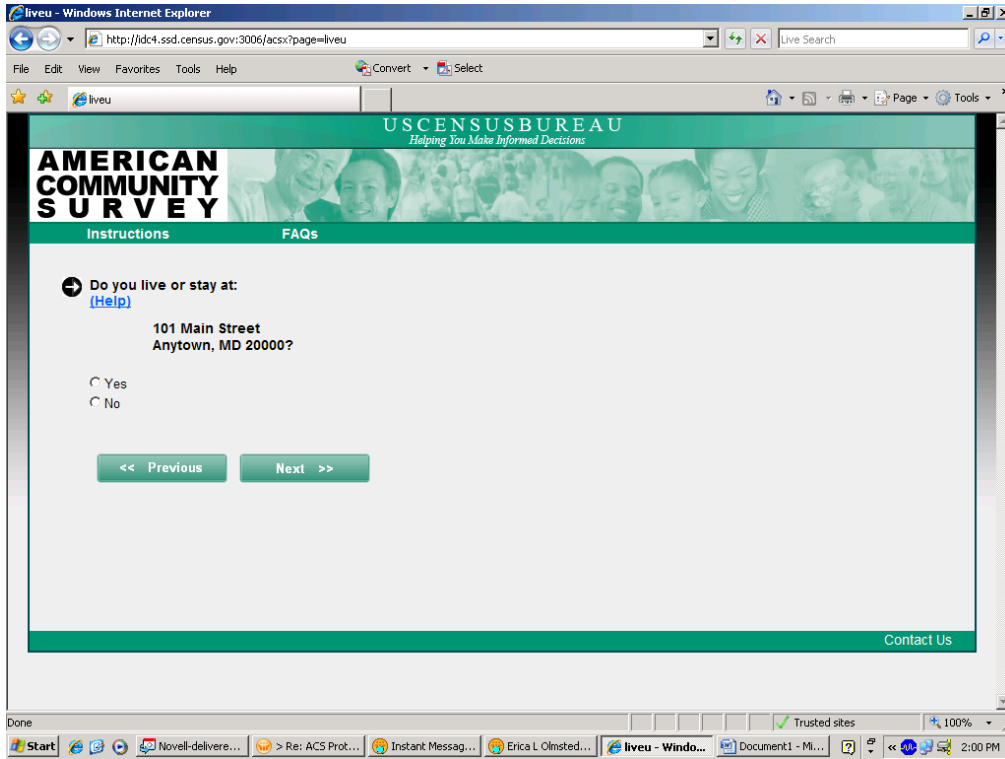 liveu - Windows Internet Explorer
http://idc4.ssd.census.gov:3006/acsx?page=liveu
Live Search
File Edit View Favorites Tools Help
Convert Select
liveu
Page Tools
USCENSUSBUREAU
Helping You Make Informed Decisions
AMERICAN
COMMUNITY
SURVEY
Instructions FAQs
Do you live or stay at:
(Help)
101 Main Street
Anytown, MD 20000?
Yes
No
<< Previous Next >>
Contact Us
Done Trusted sites 100%
Start Novell-delivere... > Re: ACS Prot... Instant Messag... Erica L Olmsted... liveu - Windo... Document1 - Mi... 2:00 PM